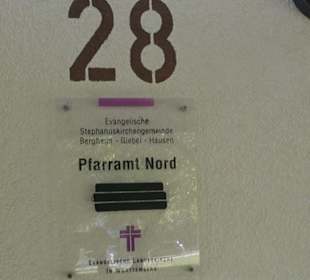 28
Evangelische
Stephanuskirchengemeinde
Bergheim - Giebel - Hausen
Pfarramt Nord
Evangelische Landeskirche
in Württemberg